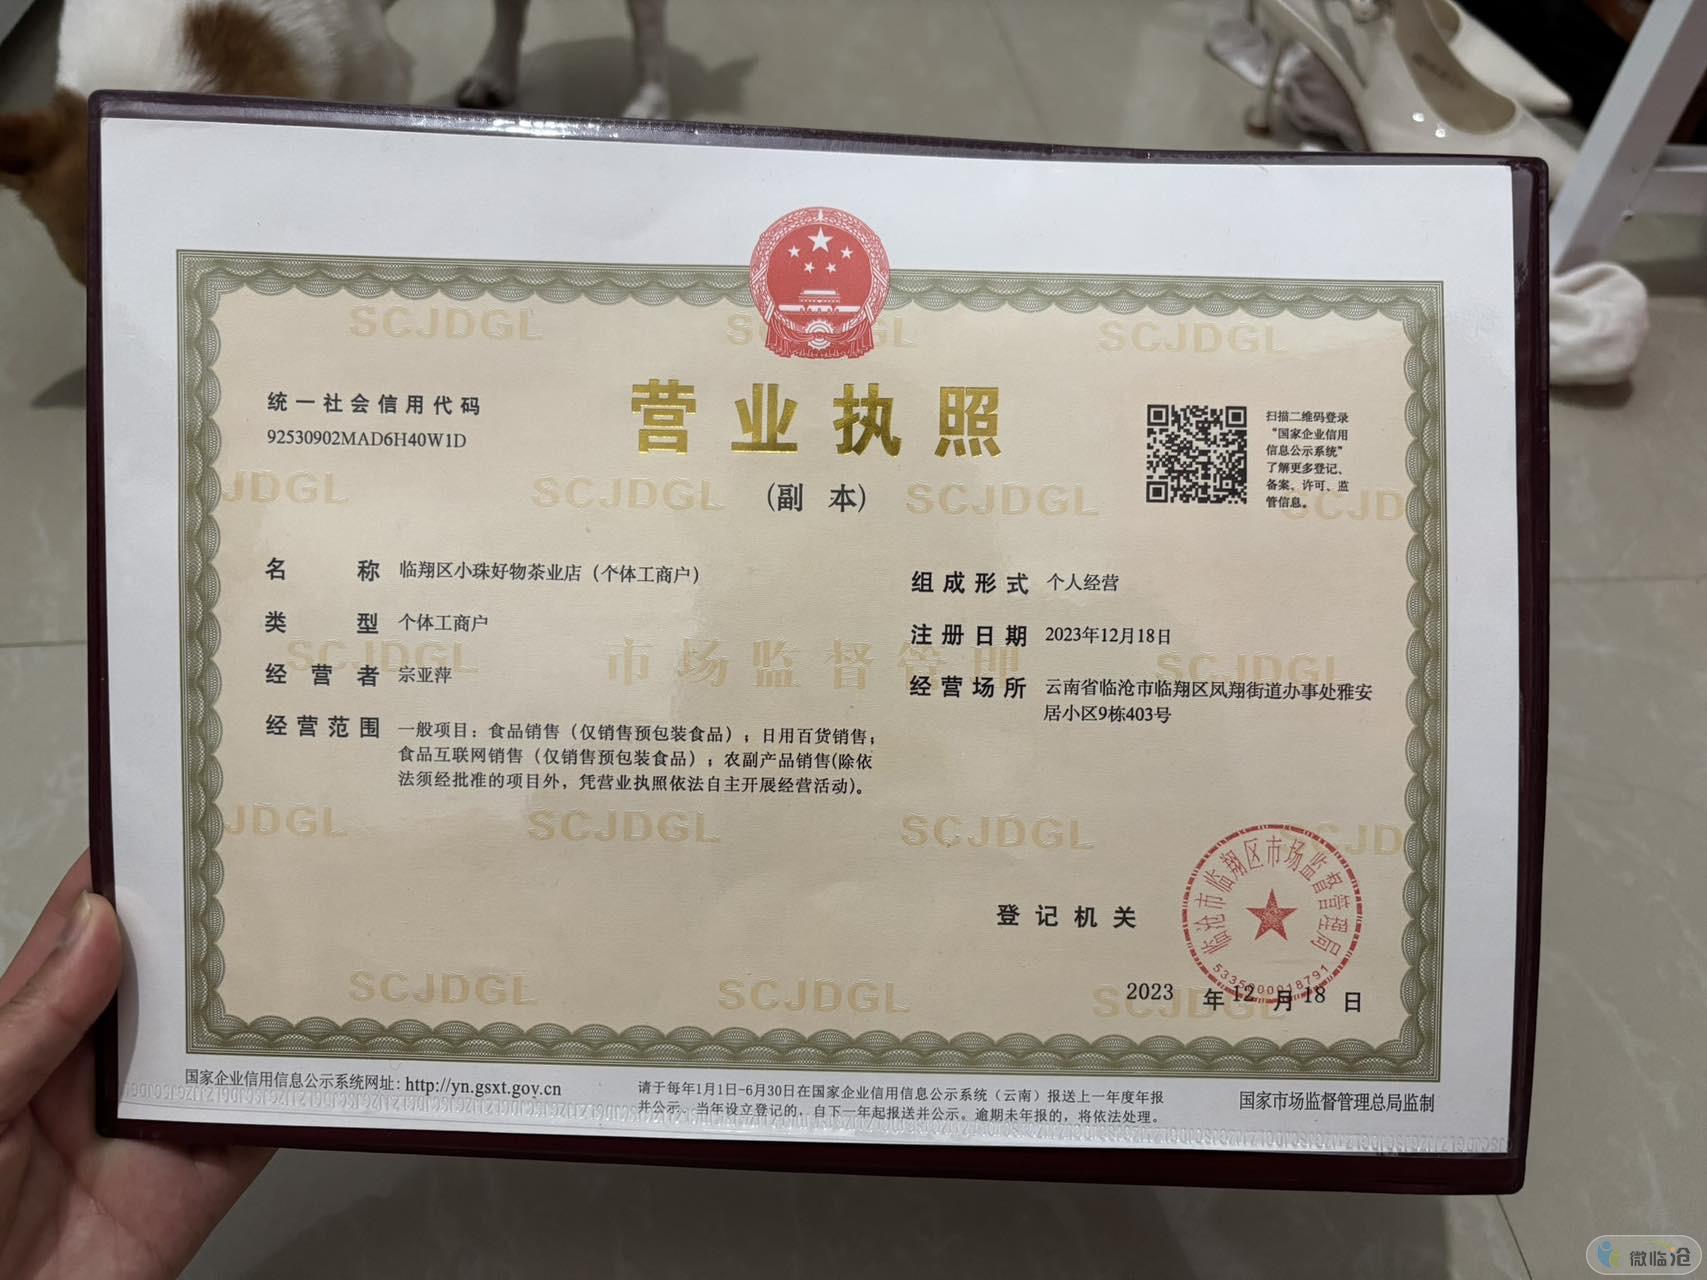 统一社会信用代码
92530902MAD6H40W1D
营业执照
(副 本)
扫描二维码登录
“国家企业信用
信息公示系统”
了解更多登记、
备案、许可、监
管信息。
名称 临翔区小珠好物茶业店（个体工商户）
类型 个体工商户
经营者 宗亚萍
经营范围 一般项目：食品销售（仅销售预包装食品）；日用百货销售；
食品互联网销售（仅销售预包装食品）；农副产品销售(除依
法须经批准的项目外，凭营业执照依法自主开展经营活动)。
组成形式 个人经营
注册日期 2023年12月18日
经营场所 云南省临沧市临翔区凤翔街道办事处雅安
居小区9栋403号
SCJDGL
市场监督管理
登记机关
临沧市临翔区市场监督管理局
2023 年 12 月 18 日
国家企业信用信息公示系统网址：http://yn.gsxt.gov.cn
请于每年1月1日-6月30日在国家企业信用信息公示系统（云南）报送上一年度年报
并公示。当年设立登记的，自下一年起报送并公示。逾期未年报的，将依法处理。
国家市场监督管理总局监制
微临沧